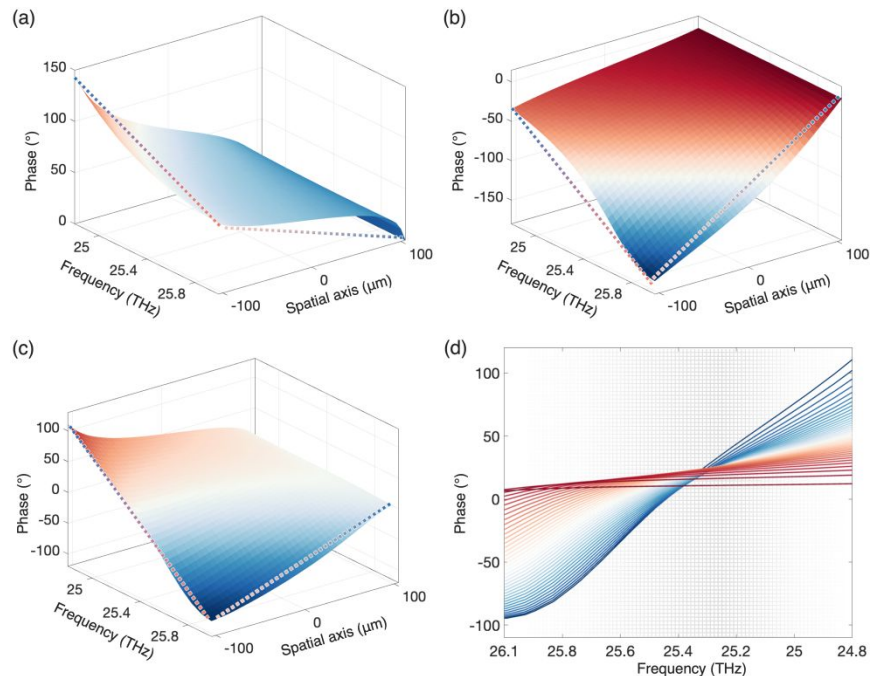 (a)
150
100
50
0
Phase (°)
25
25.4
25.8
Frequency (THz)
-100
0
100
Spatial axis (µm)
(b)
0
-50
-100
-150
Phase (°)
25
25.4
25.8
Frequency (THz)
-100
0
100
Spatial axis (µm)
(c)
100
50
0
-50
-100
Phase (°)
25
25.4
25.8
Frequency (THz)
-100
0
100
Spatial axis (µm)
(d)
100
50
0
-50
-100
Phase (°)
26.1 25.8 25.6 25.4 25.2 25 24.8
Frequency (THz)